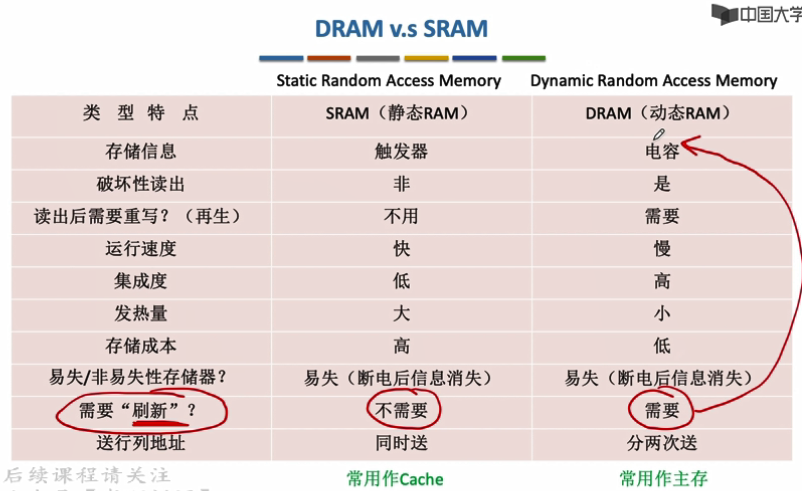 中国大学
DRAM v.s SRAM
Static Random Access Memory Dynamic Random Access Memory
类 型 特 点 SRAM（静态RAM） DRAM（动态RAM）
存储信息 触发器 电容
破坏性读出 非 是
读出后需要重写？（再生） 不用 需要
运行速度 快 慢
集成度 低 高
发热量 大 小
存储成本 高 低
易失/非易失性存储器？ 易失（断电后信息消失） 易失（断电后信息消失）
需要“刷新”？ 不需要 需要
送行列地址 同时送 分两次送
常用作Cache 常用作主存
后续课程请关注